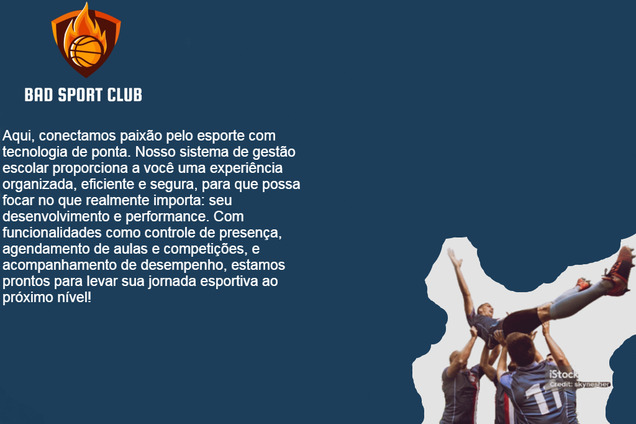 BAD SPORT CLUB
Aqui, conectamos paixão pelo esporte com
tecnologia de ponta. Nosso sistema de gestão
escolar proporciona a você uma experiência
organizada, eficiente e segura, para que possa
focar no que realmente importa: seu
desenvolvimento e performance. Com
funcionalidades como controle de presença,
agendamento de aulas e competições, e
acompanhamento de desempenho, estamos
prontos para levar sua jornada esportiva ao
próximo nível!
iStock
Credit: skynesher
11